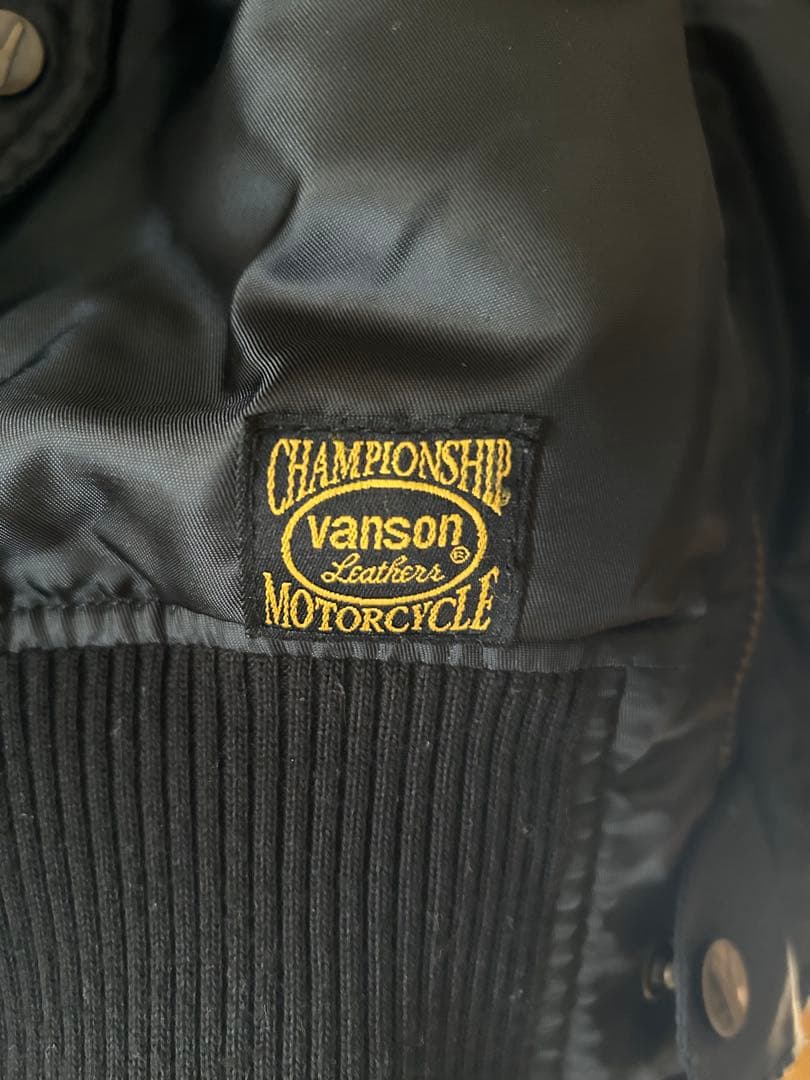 CHAMPIONSHIP
vanson
Leathers ®
MOTORCYCLE